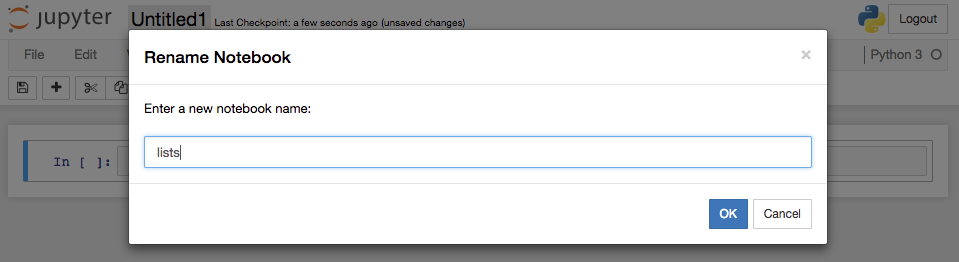 jupyter Untitled1 Last Checkpoint: a few seconds ago (unsaved changes) Logout
File Edit Python 3
Rename Notebook ×
Enter a new notebook name:
lists
In [ ]:
OK Cancel